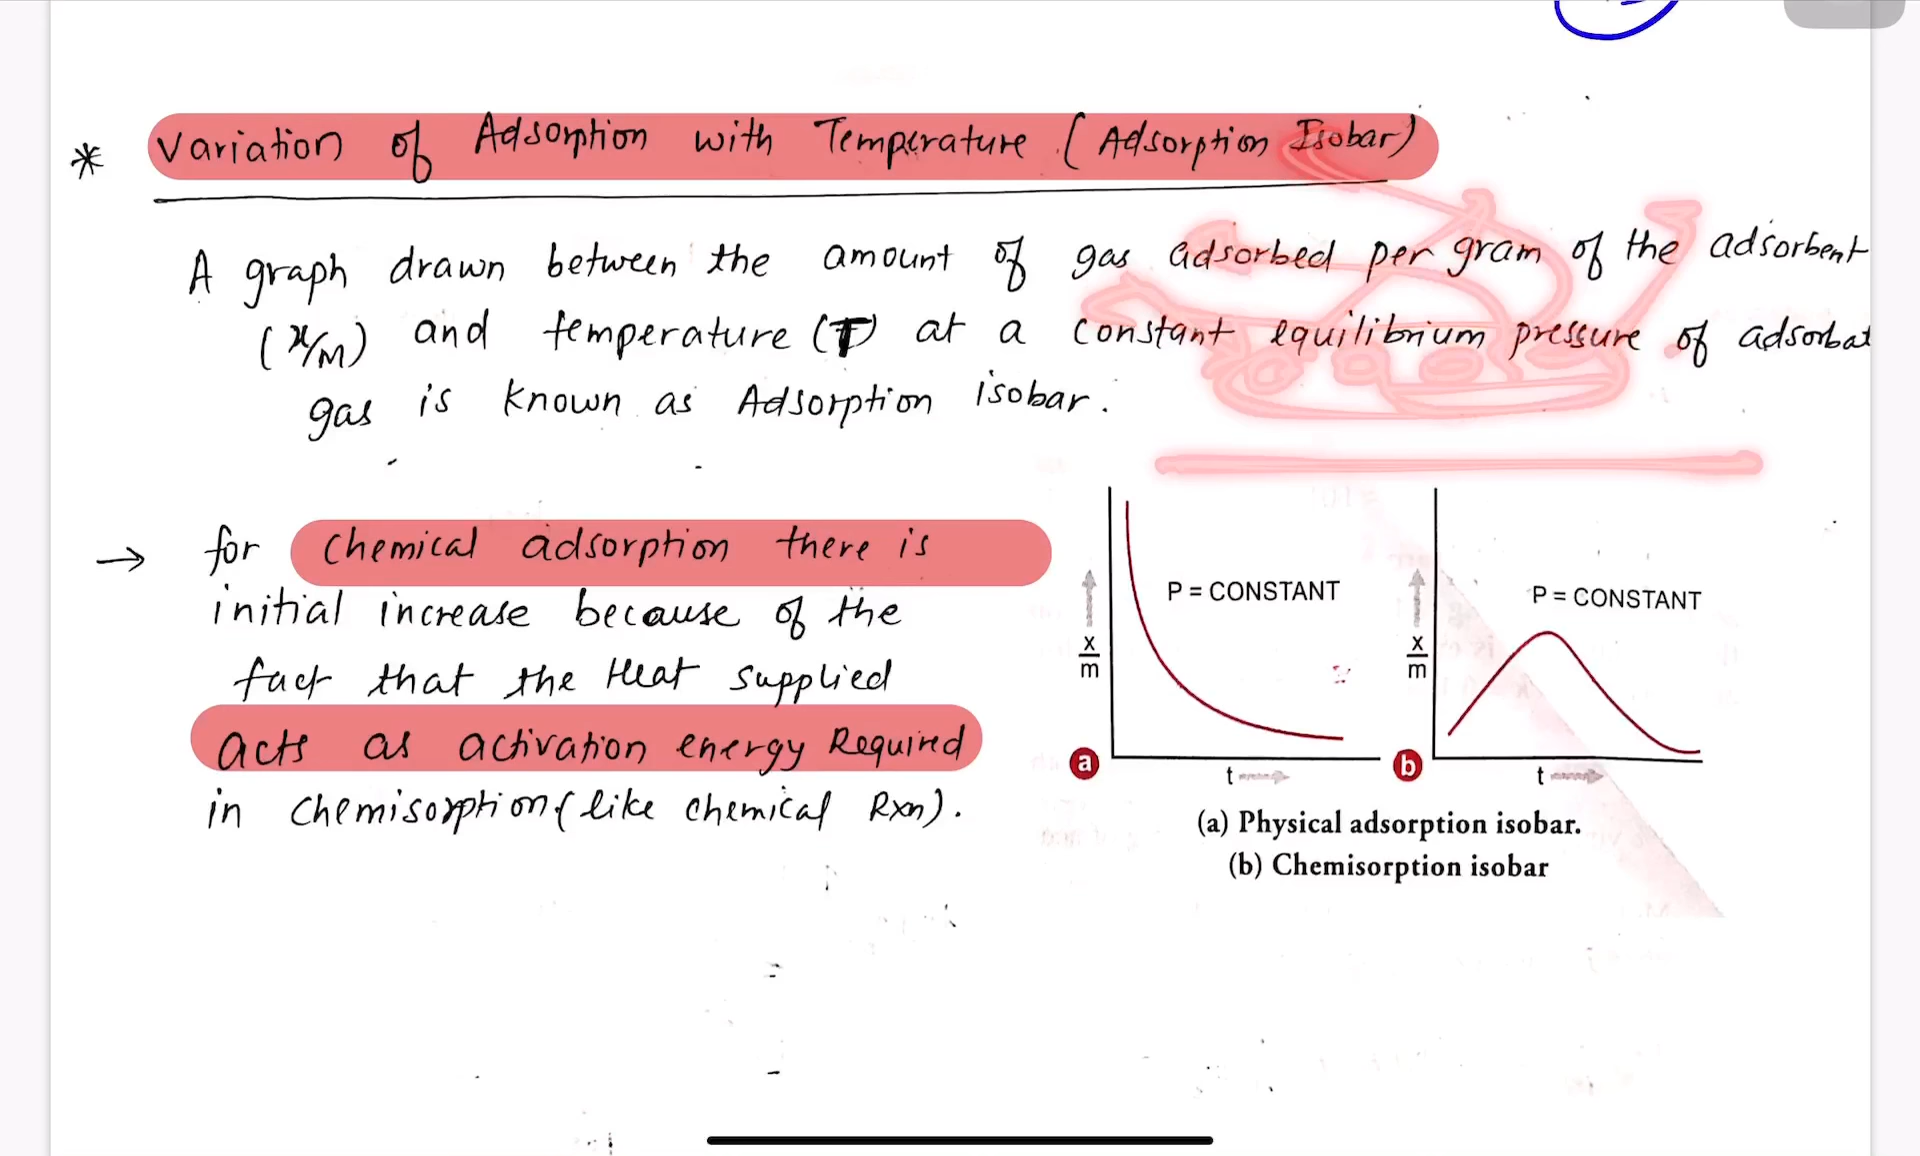 * Variation of Adsorption with Temperature (Adsorption Isobar)
A graph drawn between the amount of gas adsorbed per gram of the adsorbent
(x/M) and temperature (T) at a constant equilibrium pressure of adsorbat
gas is known as Adsorption isobar.
→ for chemical adsorption there is
initial increase because of the
fact that the Heat supplied
acts as activation energy Required
in chemisorption (like chemical Rxn).
P = CONSTANT
x
m
a
t
P = CONSTANT
x
m
b
t
(a) Physical adsorption isobar.
(b) Chemisorption isobar